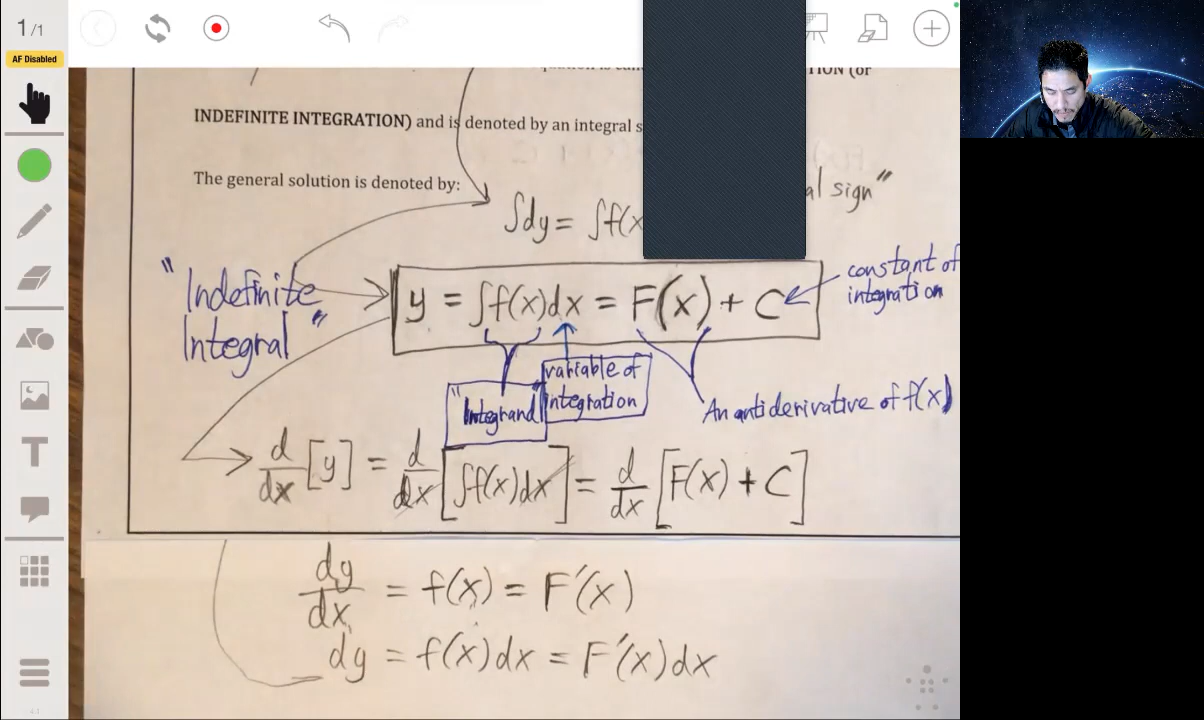 1/1
AF Disabled
INDEFINITE INTEGRATION) and is denoted by an integral s
The general solution is denoted by:
al sign"
∫dy = ∫f(x
"Indefinite
Integral"
y = ∫f(x)dx = F(x) + C
constant of
integration
"Integrand"
variable of
integration
An antiderivative of f(x)
d/dx [y] = d/dx [∫f(x)dx] = d/dx [F(x) + C]
dy/dx = f(x) = F'(x)
dy = f(x)dx = F'(x)dx